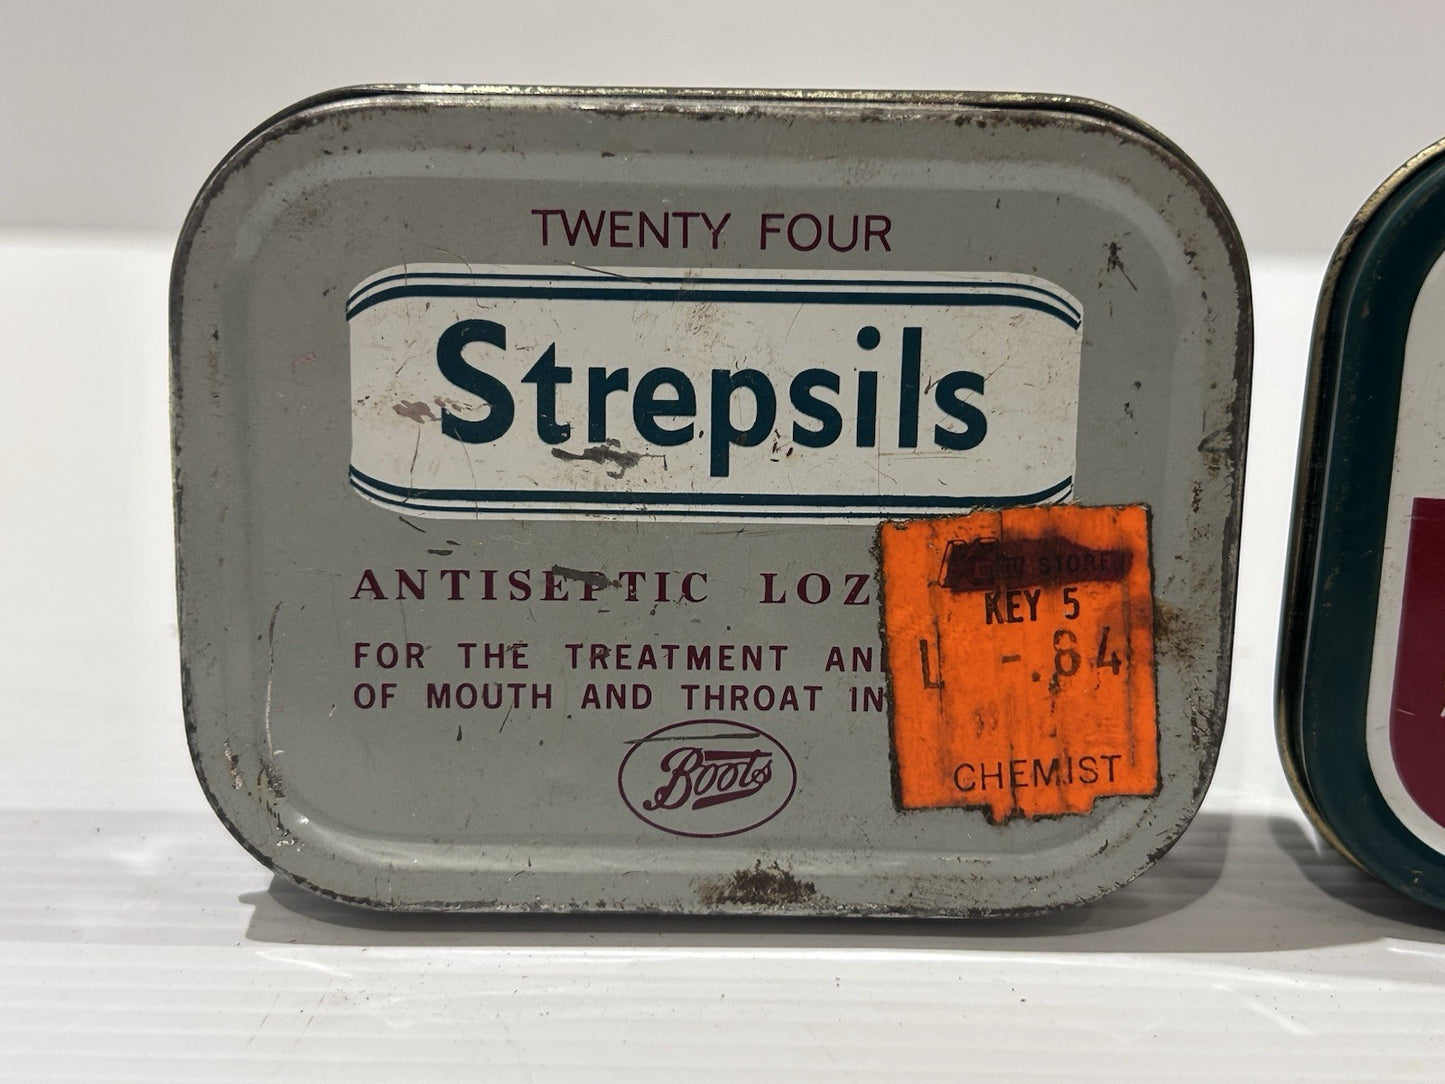 TWENTY FOUR
Strepsils
ANTISEPTIC LOZ
FOR THE TREATMENT AN
OF MOUTH AND THROAT IN
Boots
STORE
KEY 5
L -.64
CHEMIST